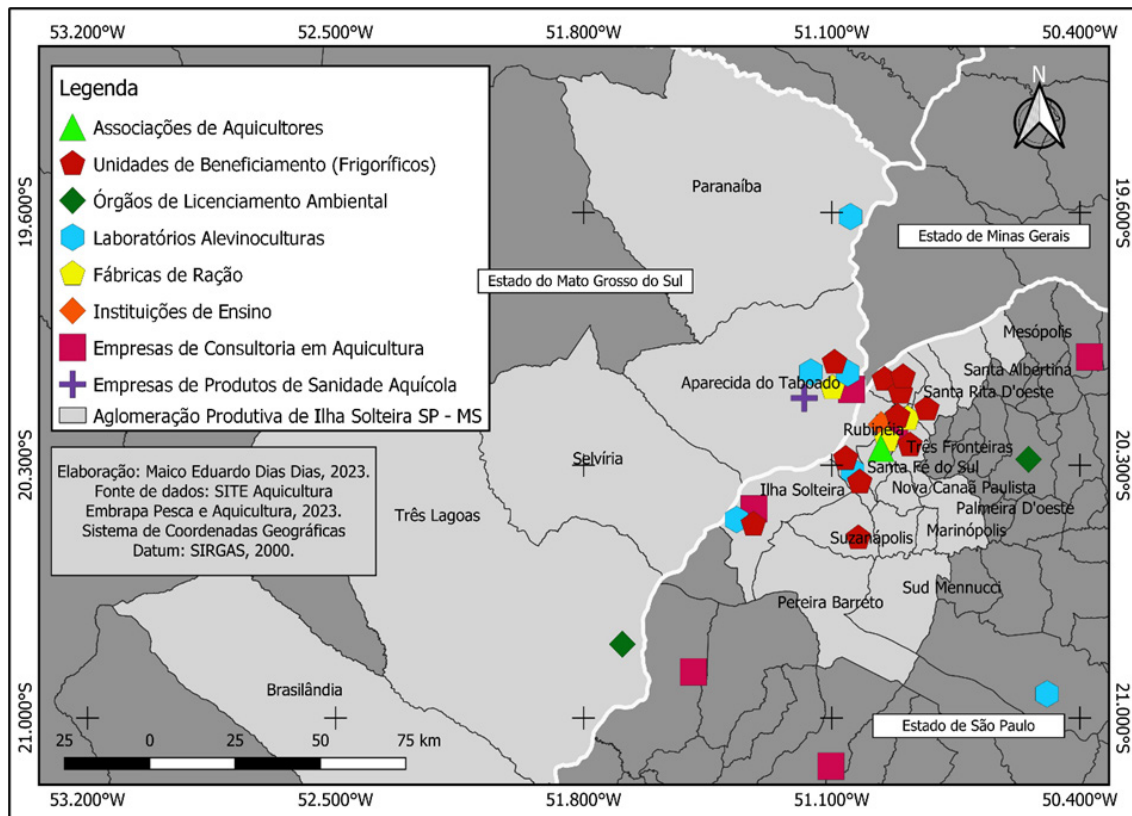 53.200°W 52.500°W 51.800°W 51.100°W 50.400°W
Legenda
Associações de Aquicultores
Unidades de Beneficiamento (Frigoríficos)
Órgãos de Licenciamento Ambiental
Laboratórios Alevinoculturas
Fábricas de Ração
Instituições de Ensino
Empresas de Consultoria em Aquicultura
Empresas de Produtos de Sanidade Aquícola
Aglomeração Produtiva de Ilha Solteira SP - MS
Elaboração: Maico Eduardo Dias Dias, 2023.
Fonte de dados: SITE Aquicultura
Embrapa Pesca e Aquicultura, 2023.
Sistema de Coordenadas Geográficas
Datum: SIRGAS, 2000.
N
Paranaíba
19.600°S
19.600°S
Estado de Minas Gerais
Estado do Mato Grosso do Sul
Mesópolis
Santa Albertina
Aparecida do Taboado
Santa Rita D'oeste
Rubinéia
Três Fronteiras
Selvíria
Santa Fé do Sul
20.300°S
20.300°S
Ilha Solteira
Nova Canaã Paulista
Palmeira D'oeste
Três Lagoas
Suzanápolis
Marinópolis
Sud Mennucci
Pereira Barreto
Brasilândia
21.000°S
21.000°S
Estado de São Paulo
25 0 25 50 75 km
53.200°W 52.500°W 51.800°W 51.100°W 50.400°W